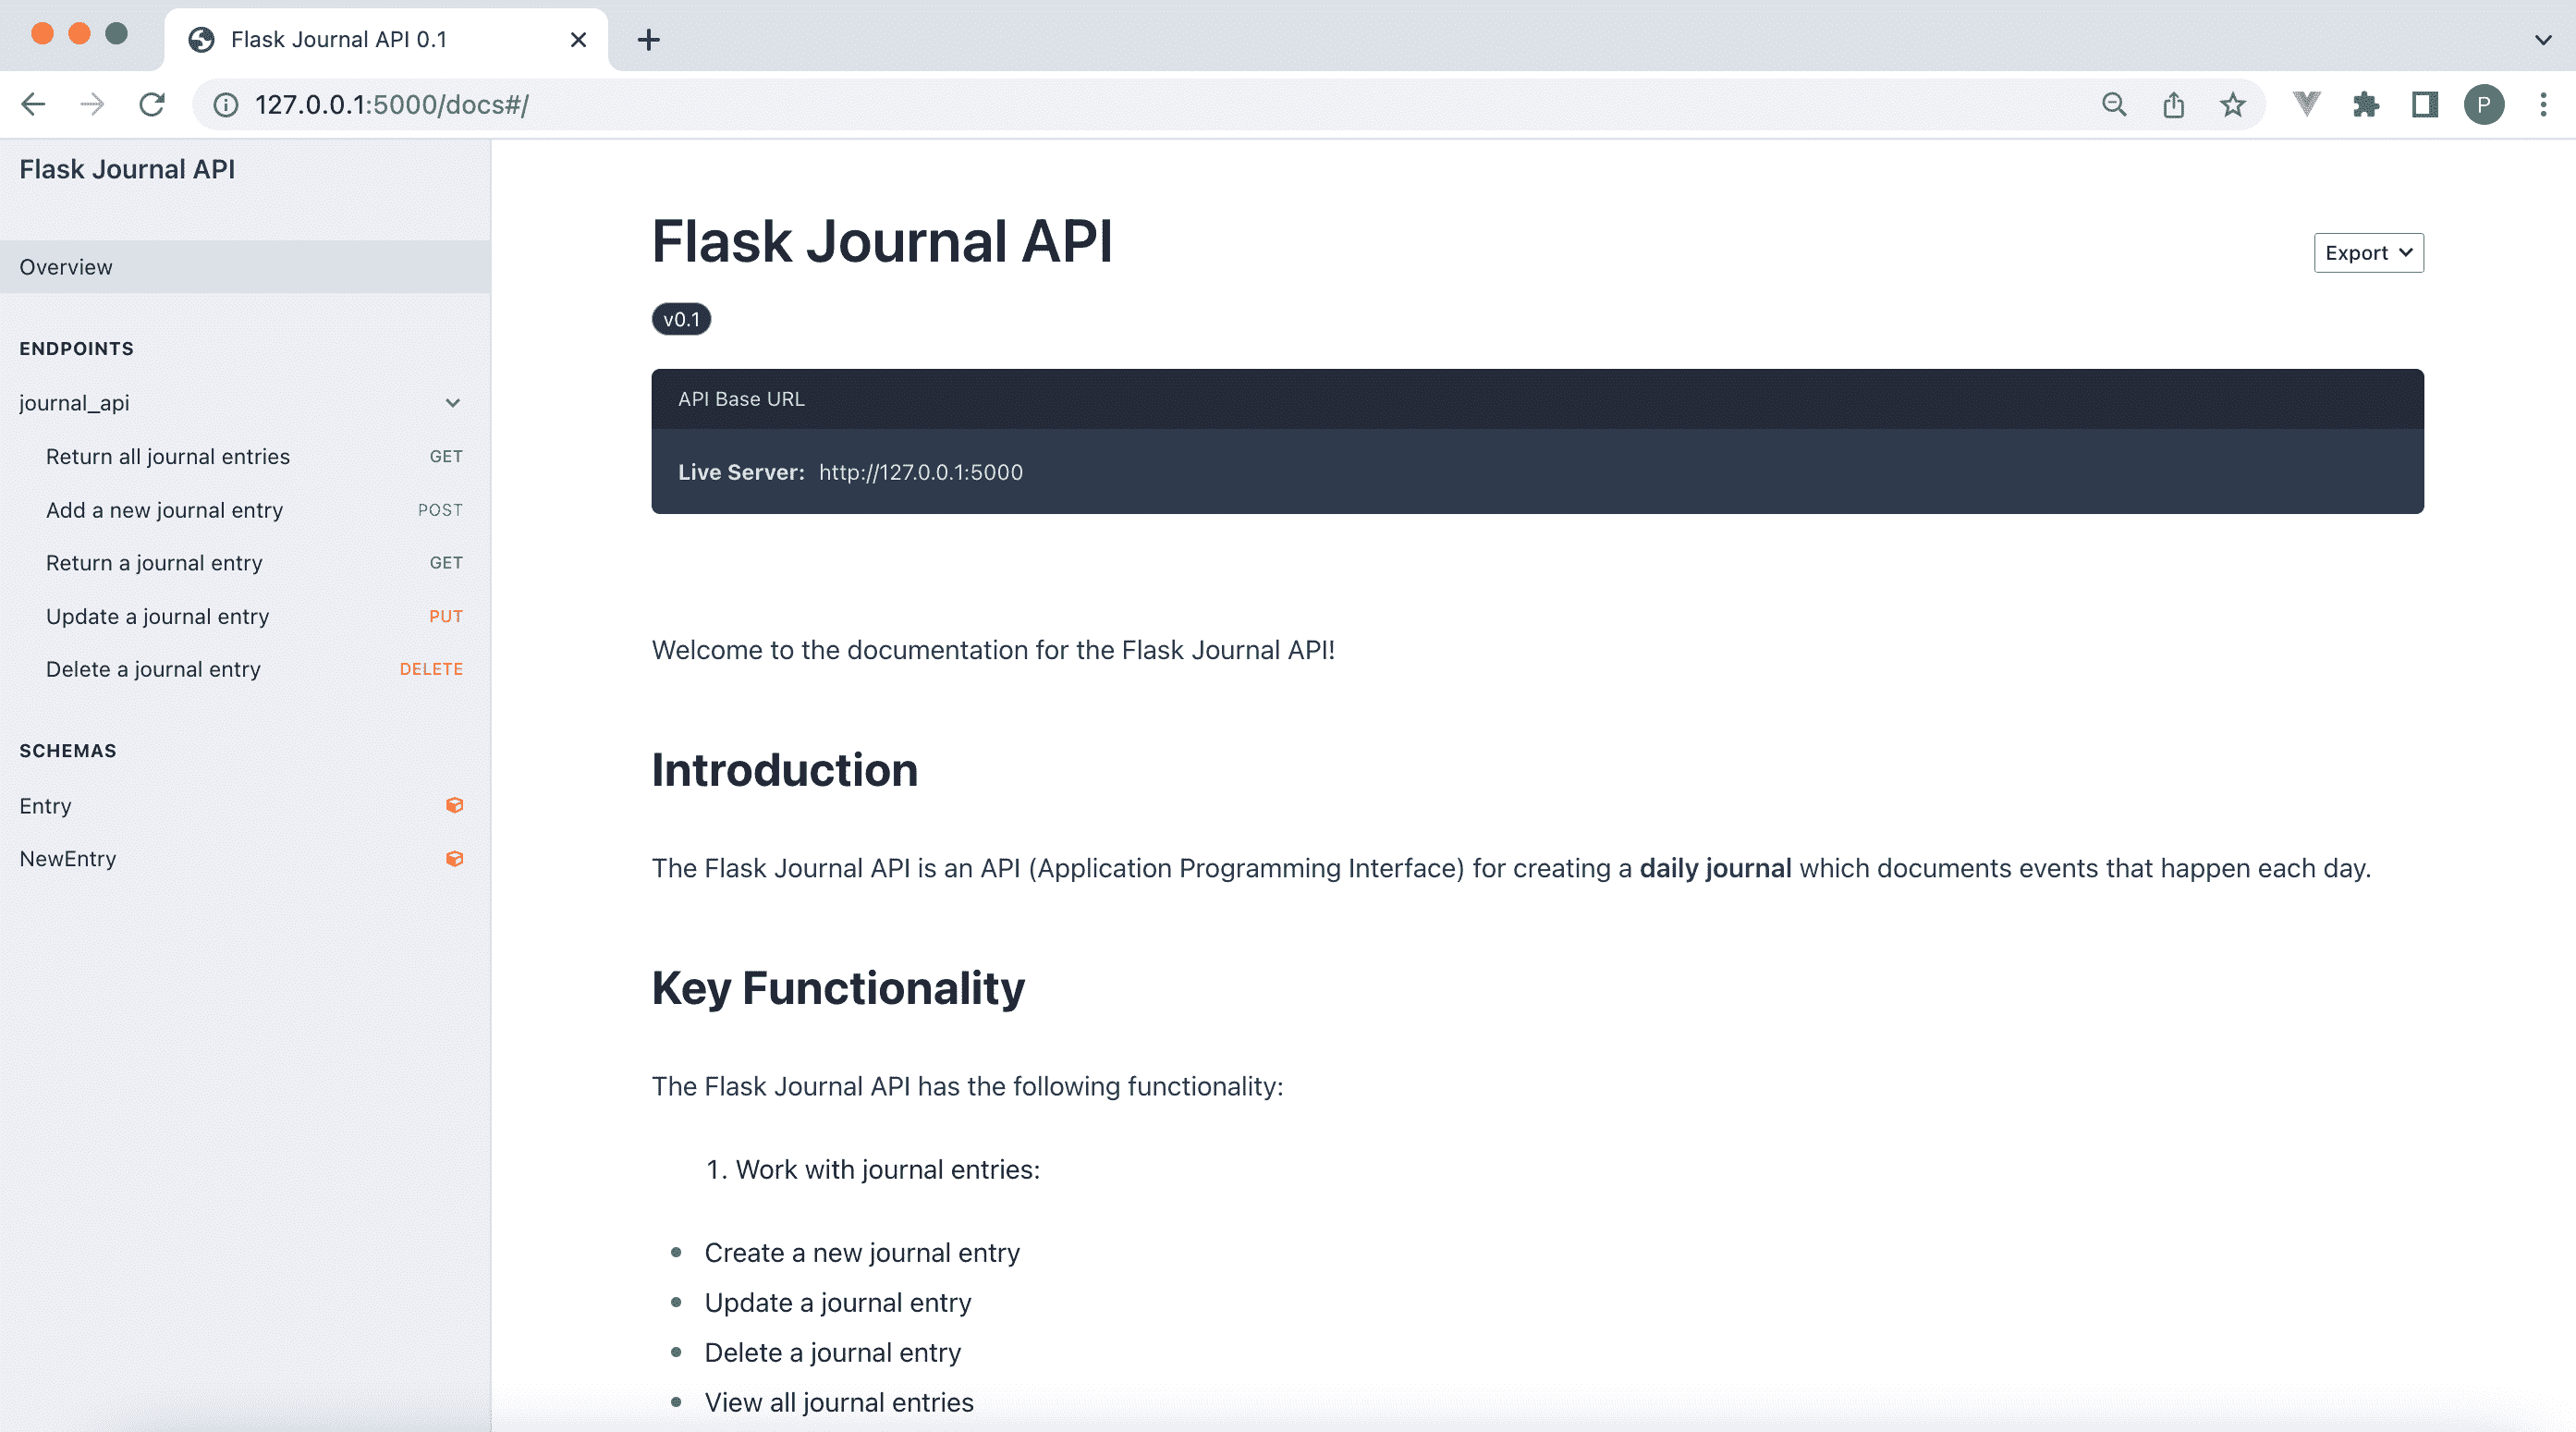 Flask Journal API 0.1
127.0.0.1:5000/docs#/
P
Flask Journal API
Overview
ENDPOINTS
journal_api
Return all journal entries GET
Add a new journal entry POST
Return a journal entry GET
Update a journal entry PUT
Delete a journal entry DELETE
SCHEMAS
Entry
NewEntry
Flask Journal API
Export
v0.1
API Base URL
Live Server: http://127.0.0.1:5000
Welcome to the documentation for the Flask Journal API!
Introduction
The Flask Journal API is an API (Application Programming Interface) for creating a daily journal which documents events that happen each day.
Key Functionality
The Flask Journal API has the following functionality:
1. Work with journal entries:
• Create a new journal entry
• Update a journal entry
• Delete a journal entry
• View all journal entries